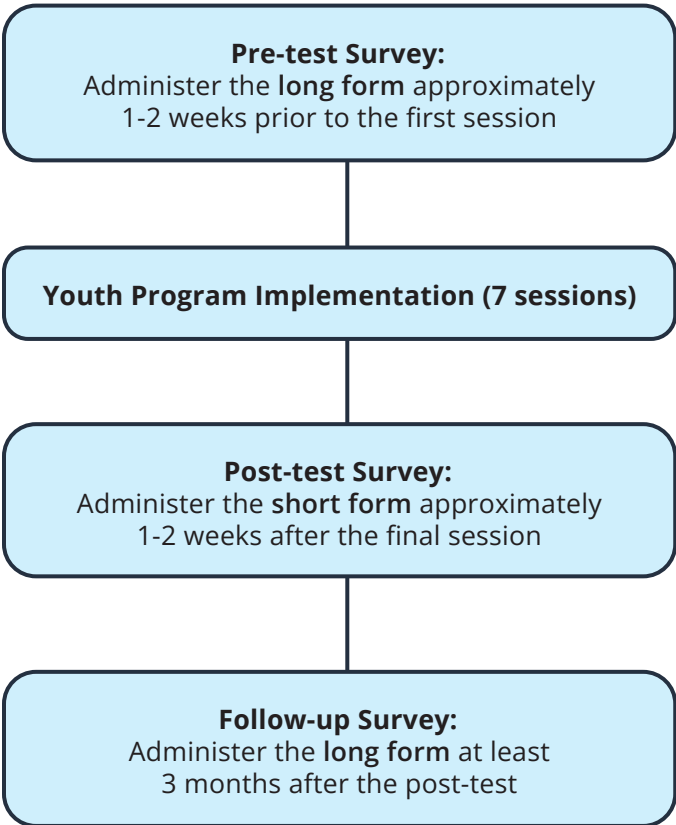 Pre-test Survey:
Administer the long form approximately
1-2 weeks prior to the first session
Youth Program Implementation (7 sessions)
Post-test Survey:
Administer the short form approximately
1-2 weeks after the final session
Follow-up Survey:
Administer the long form at least
3 months after the post-test